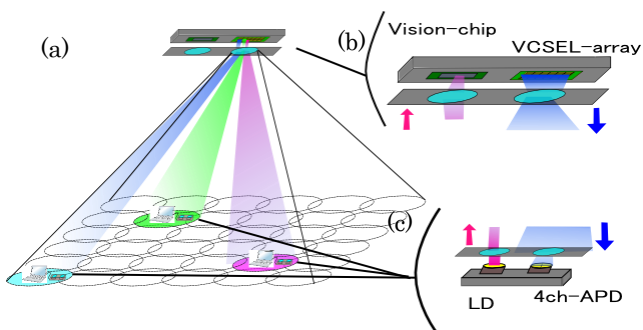 (a)
(b)
Vision-chip
VCSEL-array
(c)
LD
4ch-APD